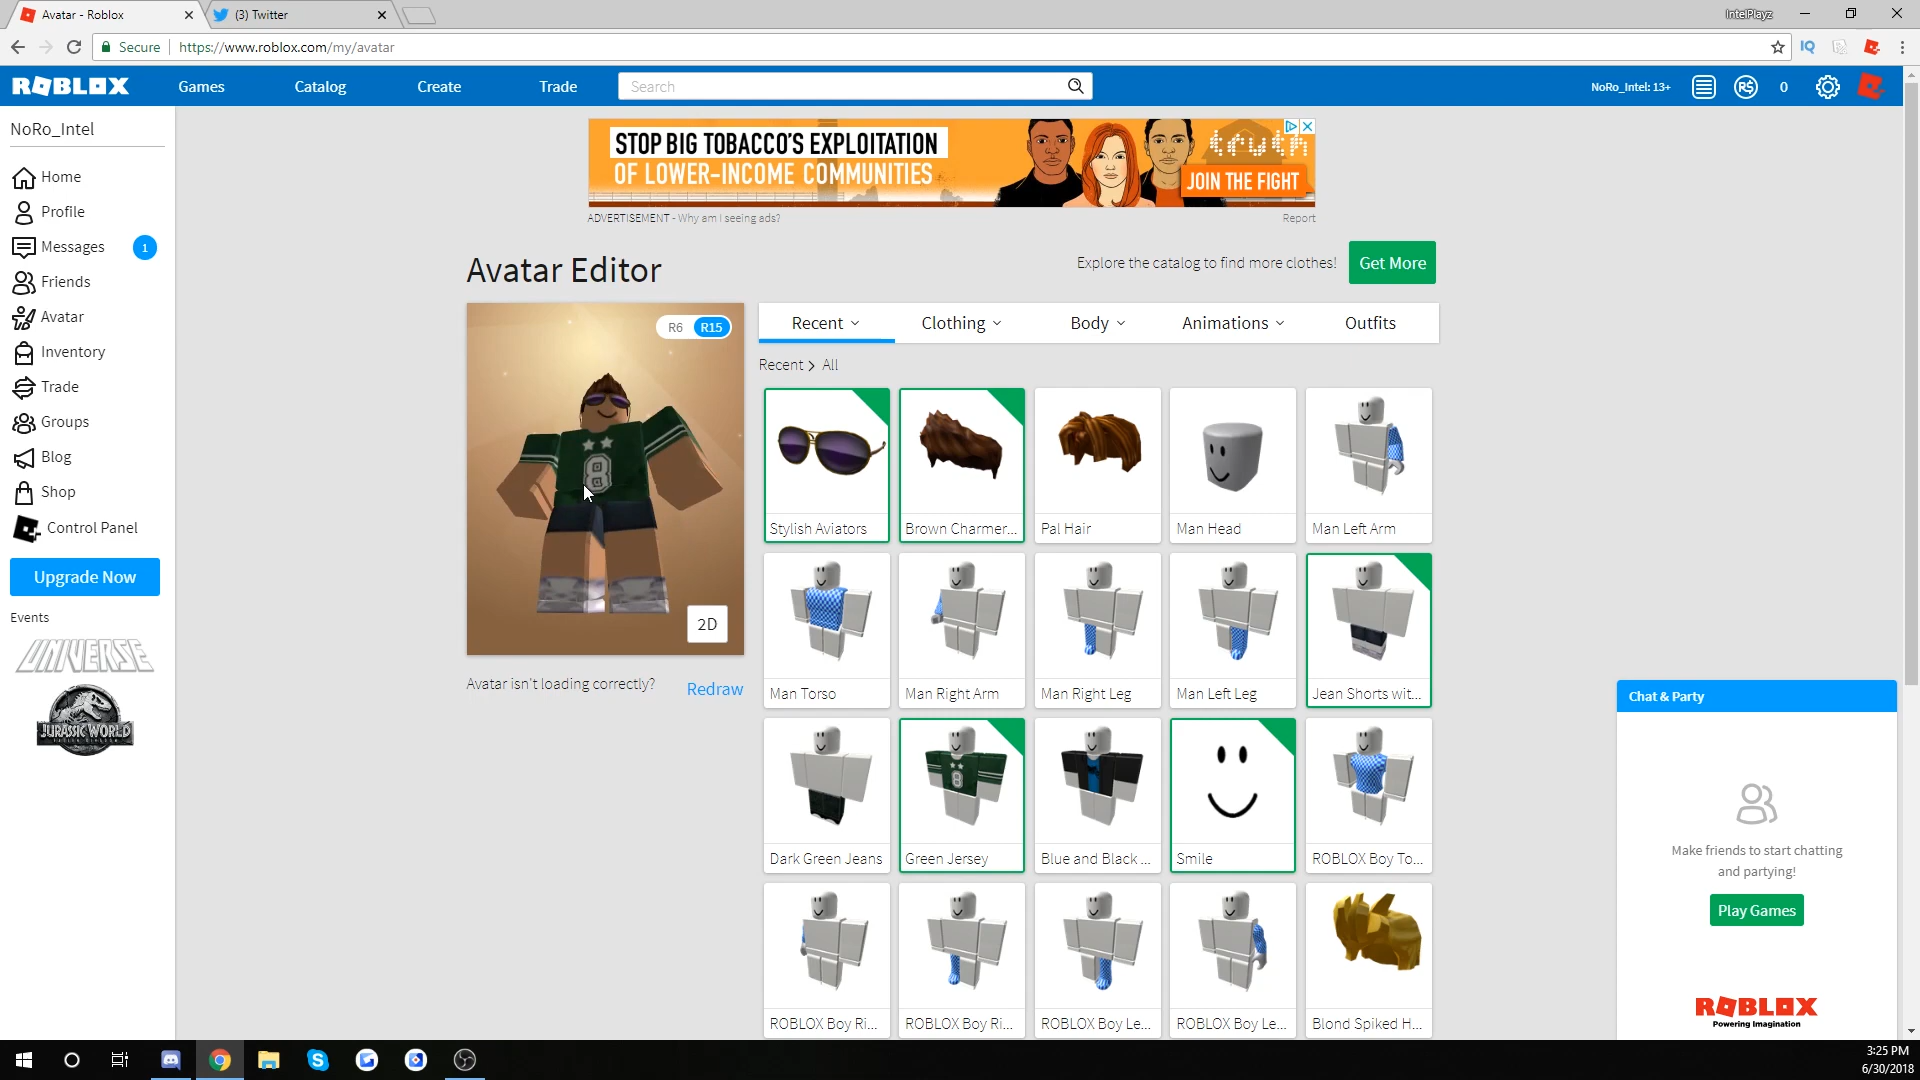 Avatar - Roblox
(3) Twitter
IntelPlayz
Secure
https://www.roblox.com/my/avatar
IQ
ROBLOX
Games
Catalog
Create
Trade
Search
NoRo_Intel: 13+
R$
0
NoRo_Intel
Home
Profile
Messages
1
Friends
Avatar
Inventory
Trade
Groups
Blog
Shop
Control Panel
Upgrade Now
Events
UNIVERSE
JURASSIC WORLD
STOP BIG TOBACCO'S EXPLOITATION
OF LOWER-INCOME COMMUNITIES
truth
JOIN THE FIGHT
ADVERTISEMENT - Why am I seeing ads?
Report
Avatar Editor
Explore the catalog to find more clothes!
Get More
R6
R15
8
2D
Avatar isn't loading correctly?
Redraw
Recent
Clothing
Body
Animations
Outfits
Recent > All
Stylish Aviators
Brown Charmer...
Pal Hair
Man Head
Man Left Arm
Man Torso
Man Right Arm
Man Right Leg
Man Left Leg
Jean Shorts wit...
8
Dark Green Jeans
Green Jersey
Blue and Black ...
Smile
ROBLOX Boy To...
ROBLOX Boy Ri...
ROBLOX Boy Ri...
ROBLOX Boy Le...
ROBLOX Boy Le...
Blond Spiked H...
Chat & Party
Make friends to start chatting
and partying!
Play Games
ROBLOX
Powering Imagination
3:25 PM
6/30/2018